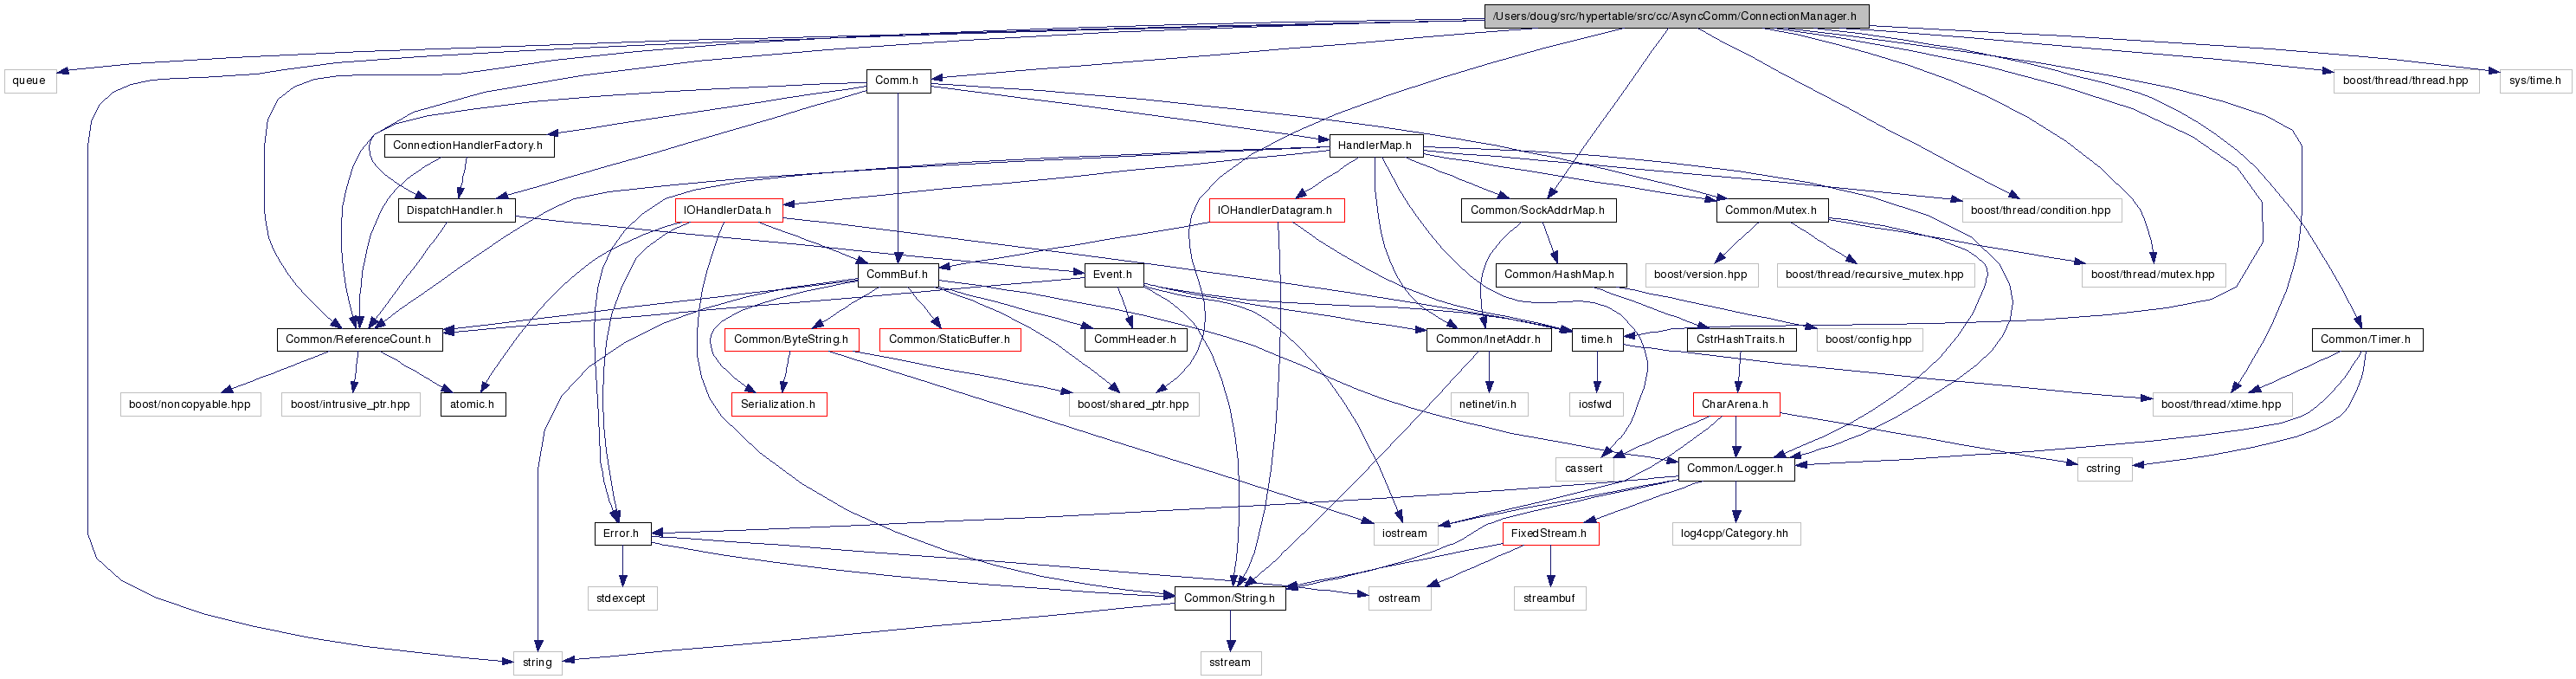 /Users/doug/src/hypertable/src/cc/AsyncComm/ConnectionManager.h
queue
Comm.h
boost/thread/thread.hpp
sys/time.h
ConnectionHandlerFactory.h
HandlerMap.h
DispatchHandler.h
IOHandlerData.h
IOHandlerDatagram.h
Common/SockAddrMap.h
Common/Mutex.h
boost/thread/condition.hpp
CommBuf.h
Event.h
Common/HashMap.h
boost/version.hpp
boost/thread/recursive_mutex.hpp
boost/thread/mutex.hpp
Common/ReferenceCount.h
Common/ByteString.h
Common/StaticBuffer.h
CommHeader.h
Common/InetAddr.h
time.h
CstrHashTraits.h
boost/config.hpp
Common/Timer.h
boost/noncopyable.hpp
boost/intrusive_ptr.hpp
atomic.h
Serialization.h
boost/shared_ptr.hpp
netinet/in.h
iosfwd
CharArena.h
boost/thread/xtime.hpp
cassert
Common/Logger.h
cstring
Error.h
iostream
FixedStream.h
log4cpp/Category.hh
stdexcept
Common/String.h
ostream
streambuf
string
sstream